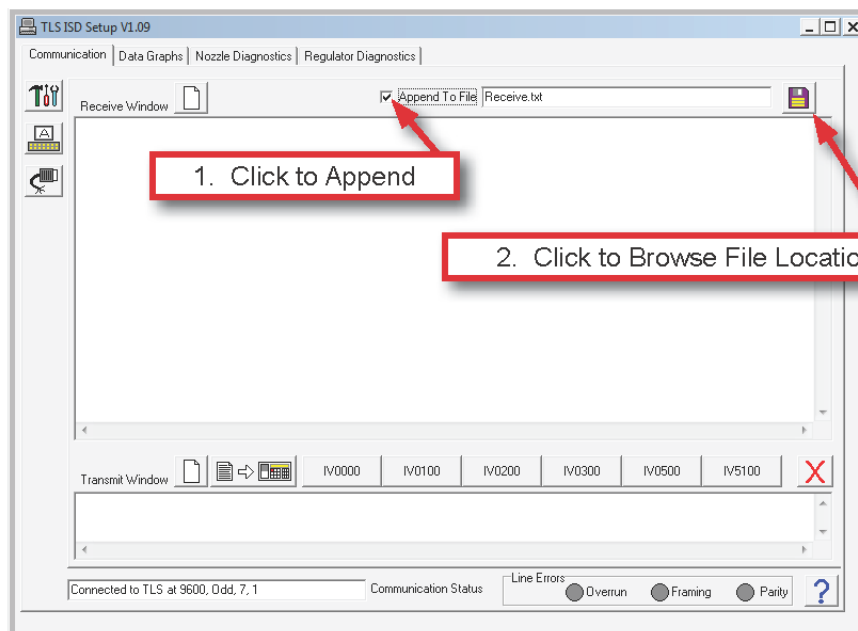 TLS ISD Setup V1.09
Communication Data Graphs Nozzle Diagnostics Regulator Diagnostics
Receive Window Append To File Receive.txt
A
1. Click to Append
2. Click to Browse File Locatio
Transmit Window IV0000 IV0100 IV0200 IV0300 IV0500 IV5100 X
Line Errors
Connected to TLS at 9600, Odd, 7, 1 Communication Status Overrun Framing Parity ?